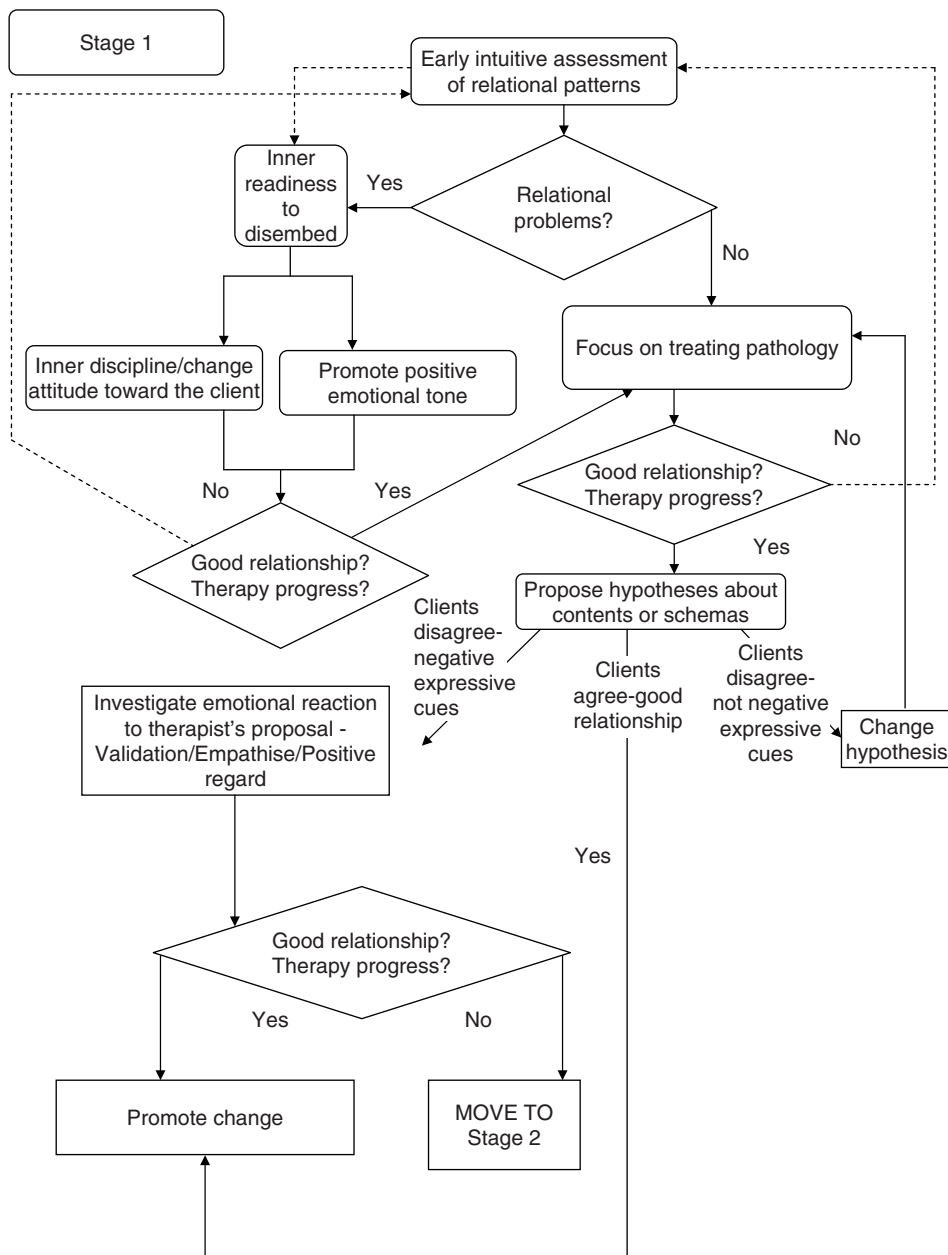 Stage 1
Early intuitive assessment
of relational patterns
Inner
readiness
to
disembed
Yes
Relational
problems?
No
Inner discipline/change
attitude toward the client
Promote positive
emotional tone
Focus on treating pathology
No
Yes
Good relationship?
Therapy progress?
No
Good relationship?
Therapy progress?
Yes
Propose hypotheses about
contents or schemas
Clients
disagree-
negative
expressive
cues
Clients
agree-good
relationship
Clients
disagree-
not negative
expressive
cues
Change
hypothesis
Investigate emotional reaction
to therapist's proposal -
Validation/Empathise/Positive
regard
Yes
Good relationship?
Therapy progress?
Yes
No
Promote change
MOVE TO
Stage 2